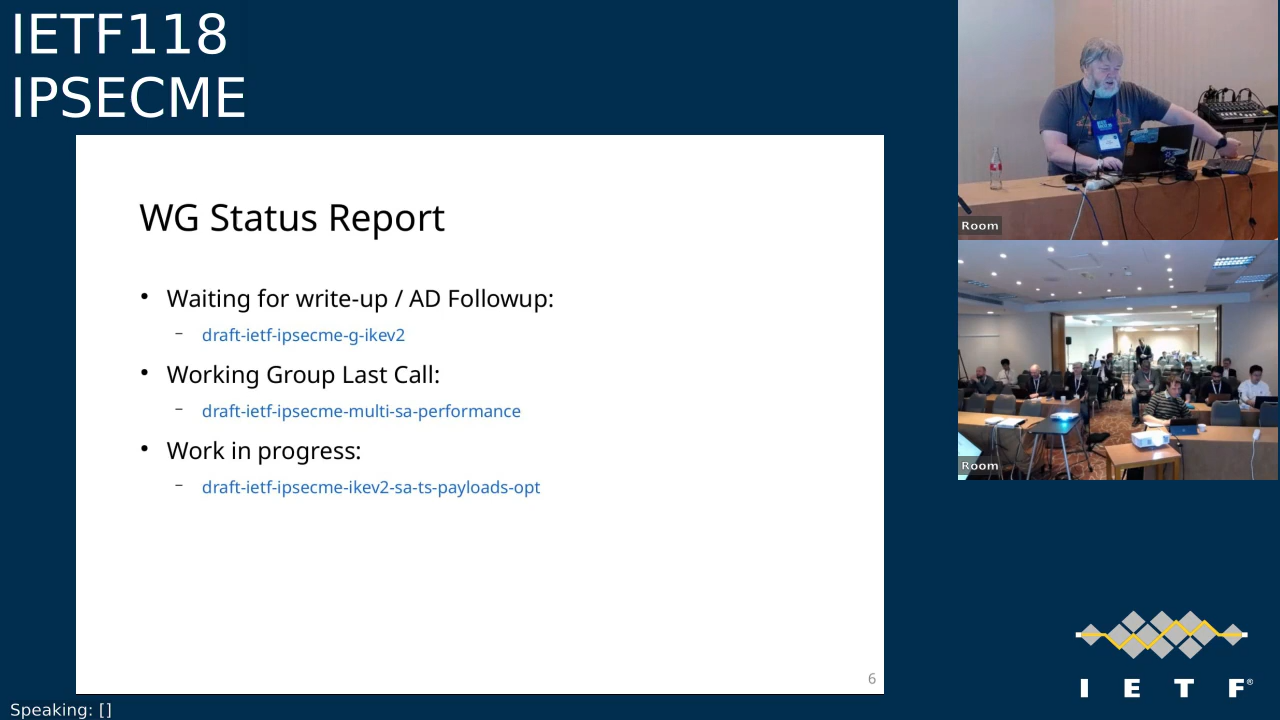 IETF118
IPSECME
WG Status Report
• Waiting for write-up / AD Followup:
– draft-ietf-ipsecme-g-ikev2
• Working Group Last Call:
– draft-ietf-ipsecme-multi-sa-performance
• Work in progress:
– draft-ietf-ipsecme-ikev2-sa-ts-payloads-opt
6
Room
Room
I E T F®
Speaking: []